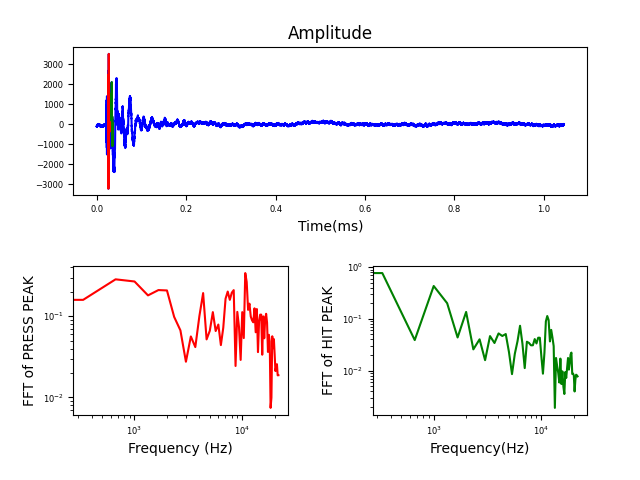 Amplitude
3000
2000
1000
0
−1000
−2000
−3000
0.0 0.2 0.4 0.6 0.8 1.0
Time(ms)
FFT of PRESS PEAK
10⁻¹
10⁻²
10³ 10⁴
Frequency (Hz)
FFT of HIT PEAK
10⁰
10⁻¹
10⁻²
10³ 10⁴
Frequency(Hz)